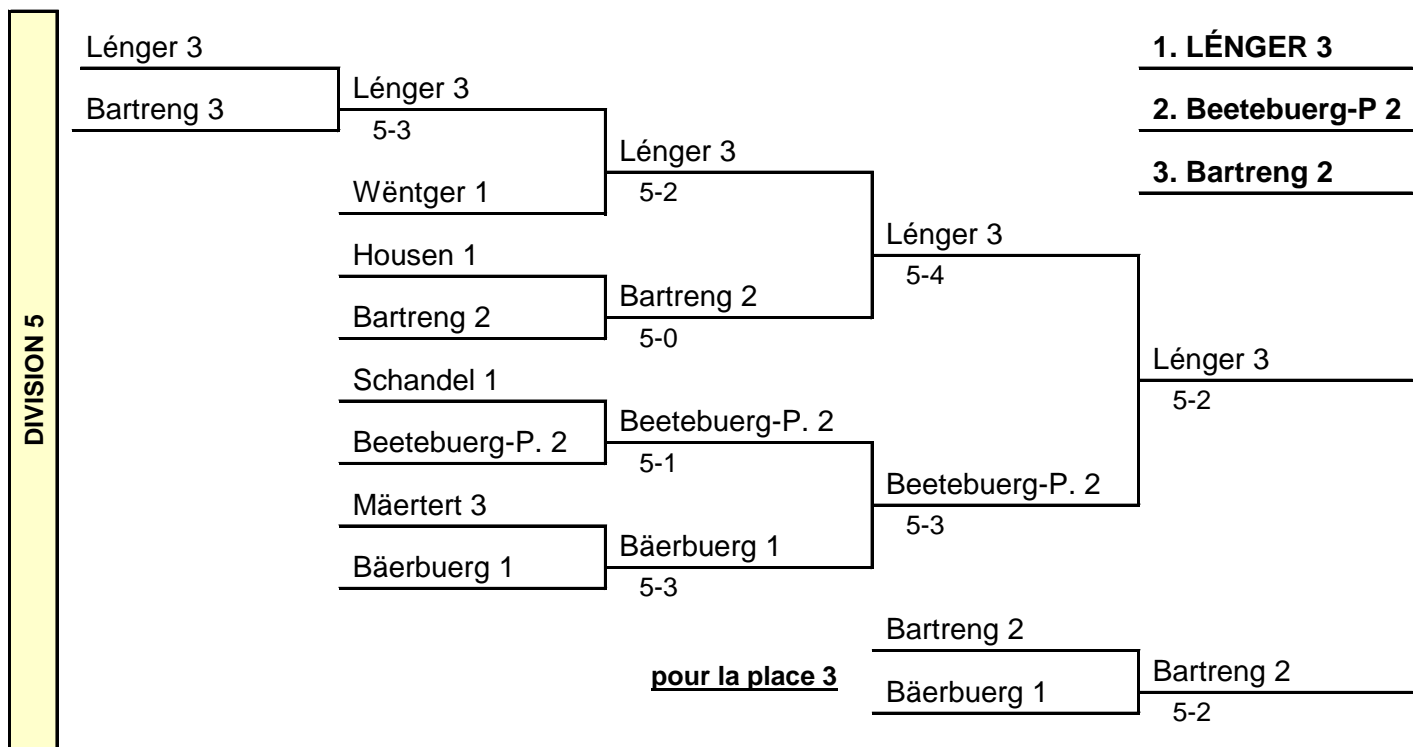 DIVISION 5
Lénger 3
Bartreng 3
Lénger 3
5-3
Wëntger 1
Housen 1
Bartreng 2
Schandel 1
Beetebuerg-P. 2
Mäertert 3
Bäerbuerg 1
Lénger 3
5-2
Bartreng 2
5-0
Beetebuerg-P. 2
5-1
Bäerbuerg 1
5-3
Lénger 3
5-4
Beetebuerg-P. 2
5-3
Lénger 3
5-2
1. LÉNGER 3
2. Beetebuerg-P 2
3. Bartreng 2
pour la place 3
Bartreng 2
Bäerbuerg 1
Bartreng 2
5-2